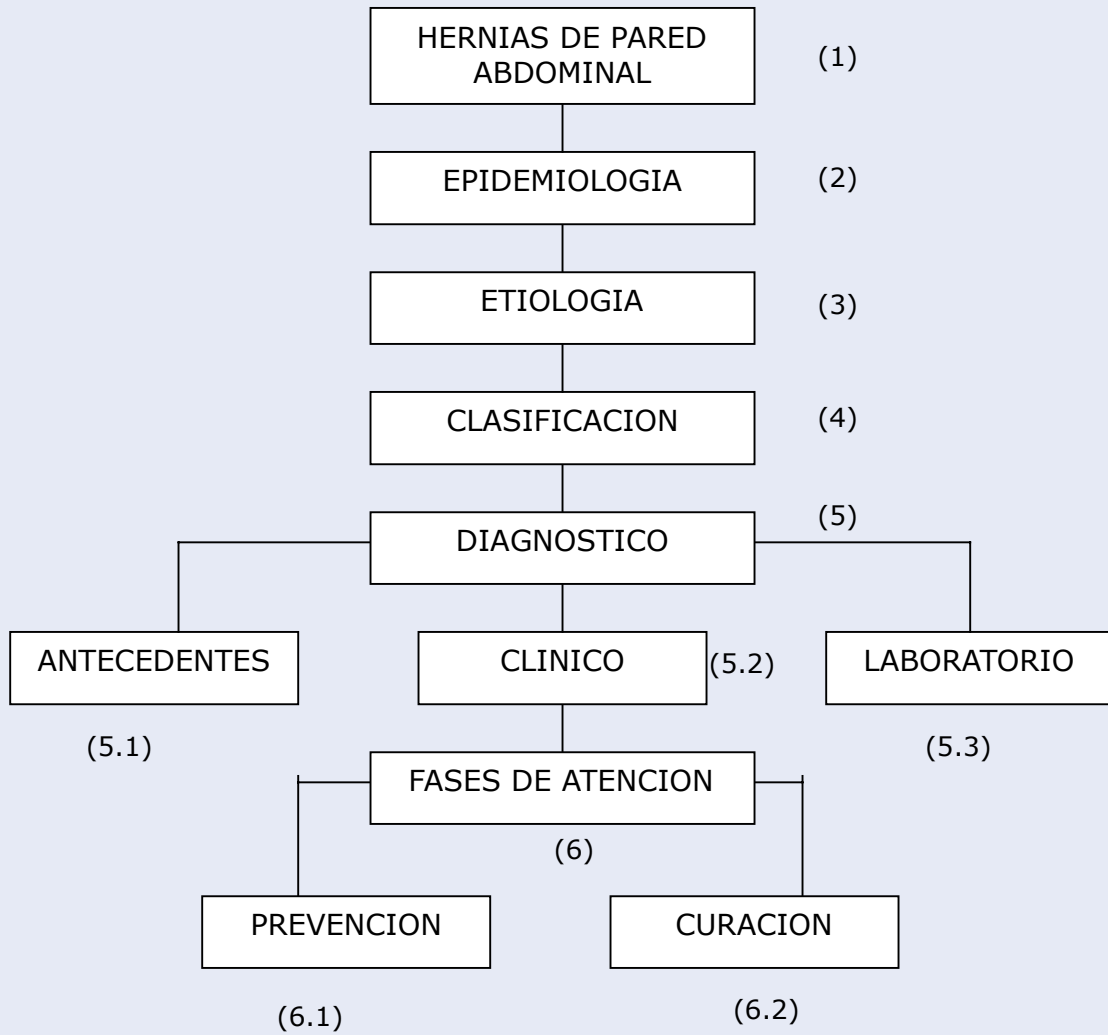 HERNIAS DE PARED
ABDOMINAL
(1)
EPIDEMIOLOGIA
(2)
ETIOLOGIA
(3)
CLASIFICACION
(4)
DIAGNOSTICO
(5)
ANTECEDENTES
(5.1)
CLINICO
(5.2)
LABORATORIO
(5.3)
FASES DE ATENCION
(6)
PREVENCION
(6.1)
CURACION
(6.2)